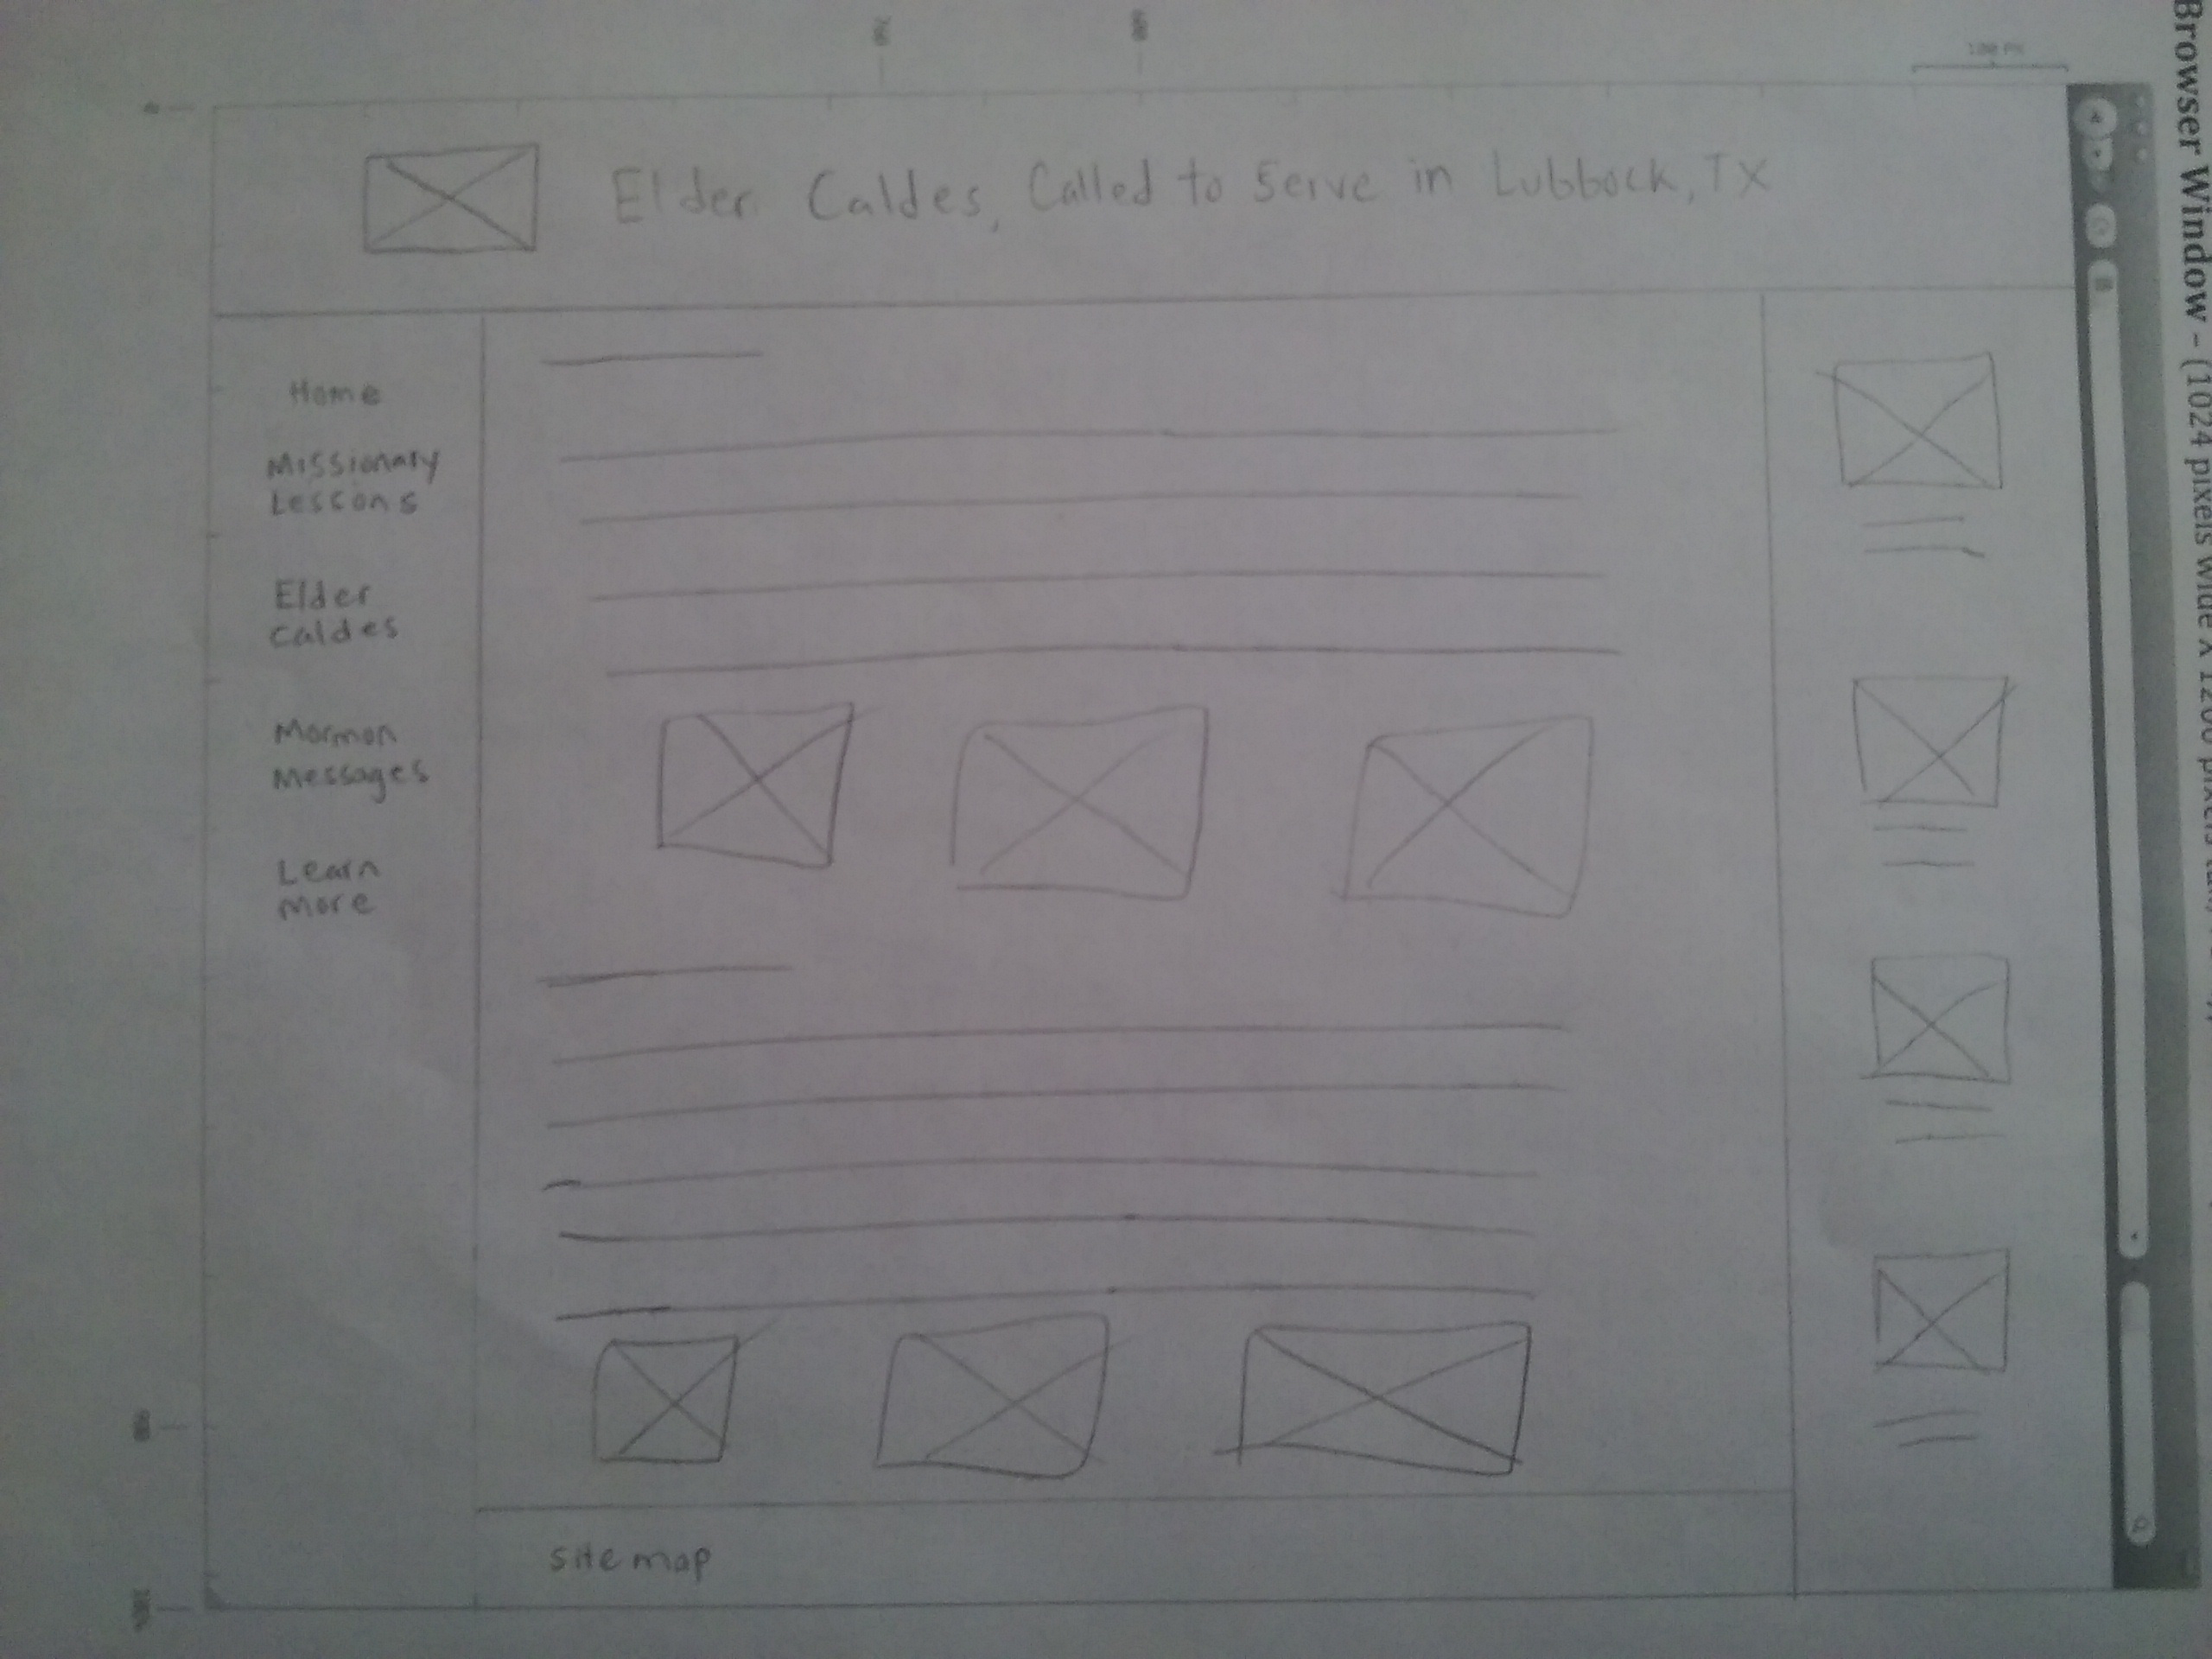 Elder Caldes, Called to Serve in Lubbock, TX
Home
Missionary
Lessons
Elder
Caldes
Mormon
Messages
Learn
more
site map
Browser Window - (1024 pixels wide x 1200 pixels
100 px